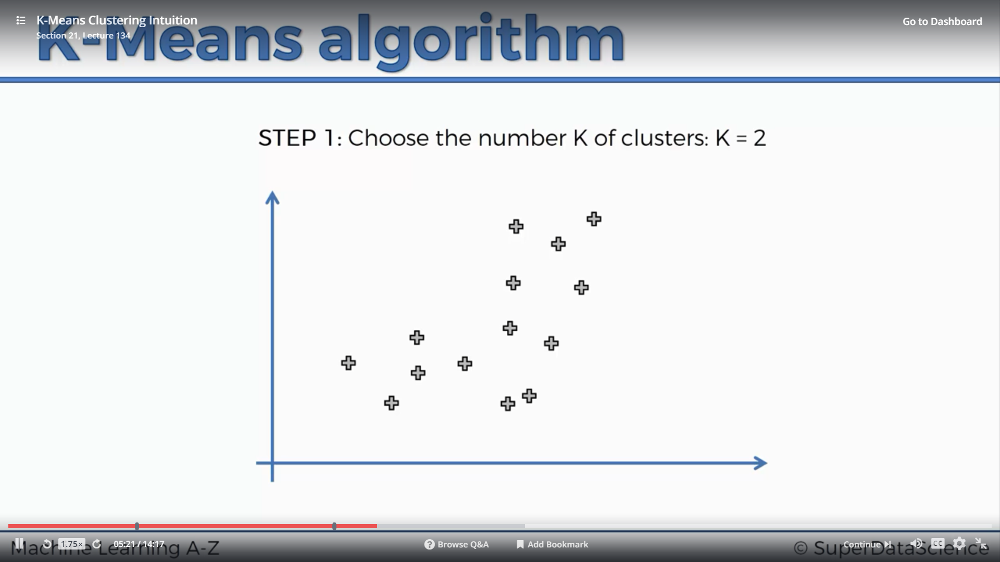 K-Means Clustering Intuition
Go to Dashboard
Section 21, Lecture 134
K-Means algorithm
STEP 1: Choose the number K of clusters: K = 2
1.75×
05:21 / 14:17
? Browse Q&A
Add Bookmark
Continue
CC
Machine Learning A-Z
© SuperDataScience